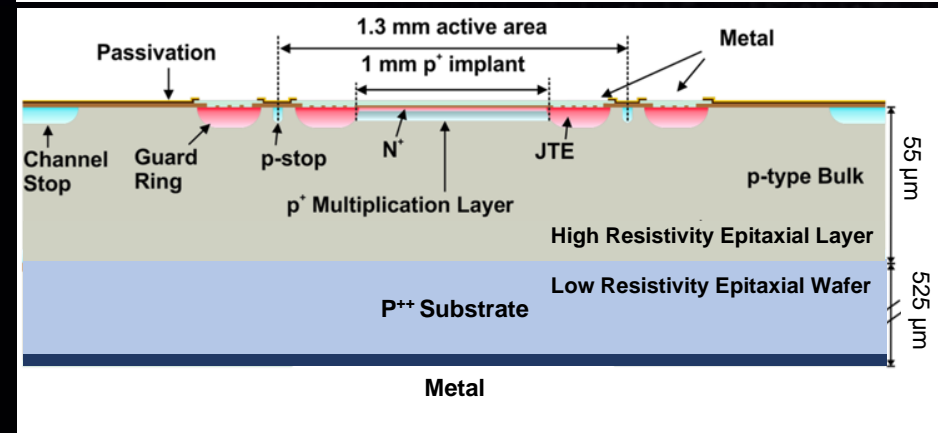 1.3 mm active area
Metal
Passivation
1 mm p⁺ implant
Channel
Stop
Guard
Ring
p-stop
N⁺
JTE
p-type Bulk
p⁺ Multiplication Layer
55 μm
High Resistivity Epitaxial Layer
Low Resistivity Epitaxial Wafer
P⁺⁺ Substrate
525 μm
Metal